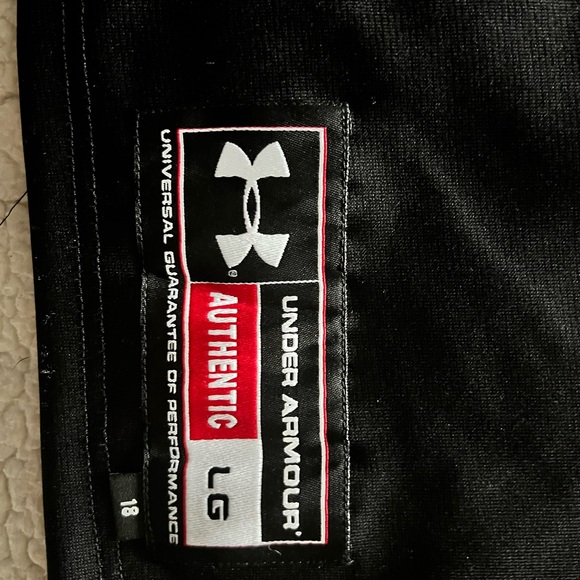 UNDER ARMOUR'
AUTHENTIC LG
UNIVERSAL GUARANTEE OF PERFORMANCE
18
®